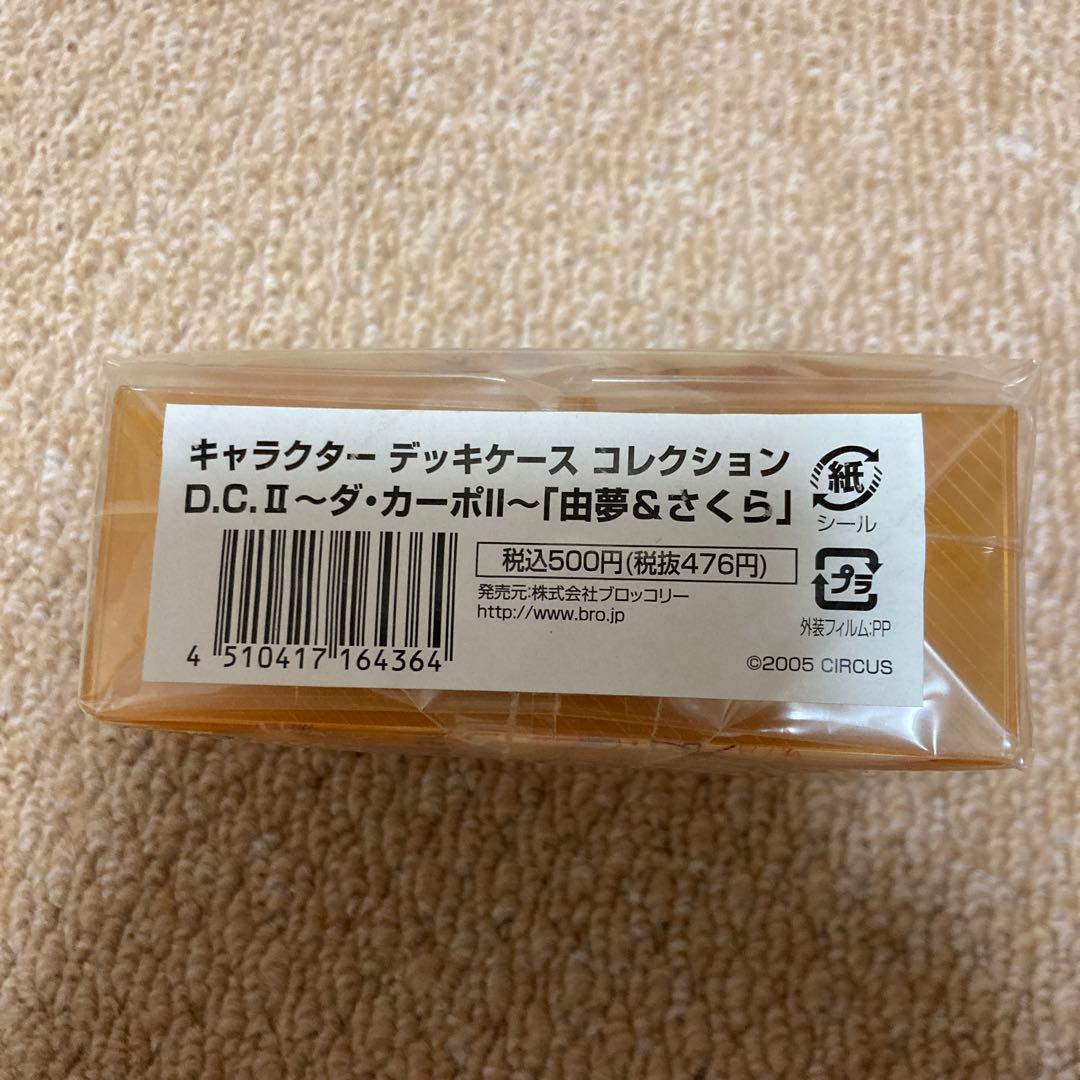 キャラクター デッキケース コレクション
D.C.Ⅱ～ダ・カーポII～「由夢&さくら」
紙
シール
税込500円(税抜476円)
発売元:株式会社ブロッコリー
http://www.bro.jp
プラ
外装フィルム:PP
4 510417 164364
©2005 CIRCUS